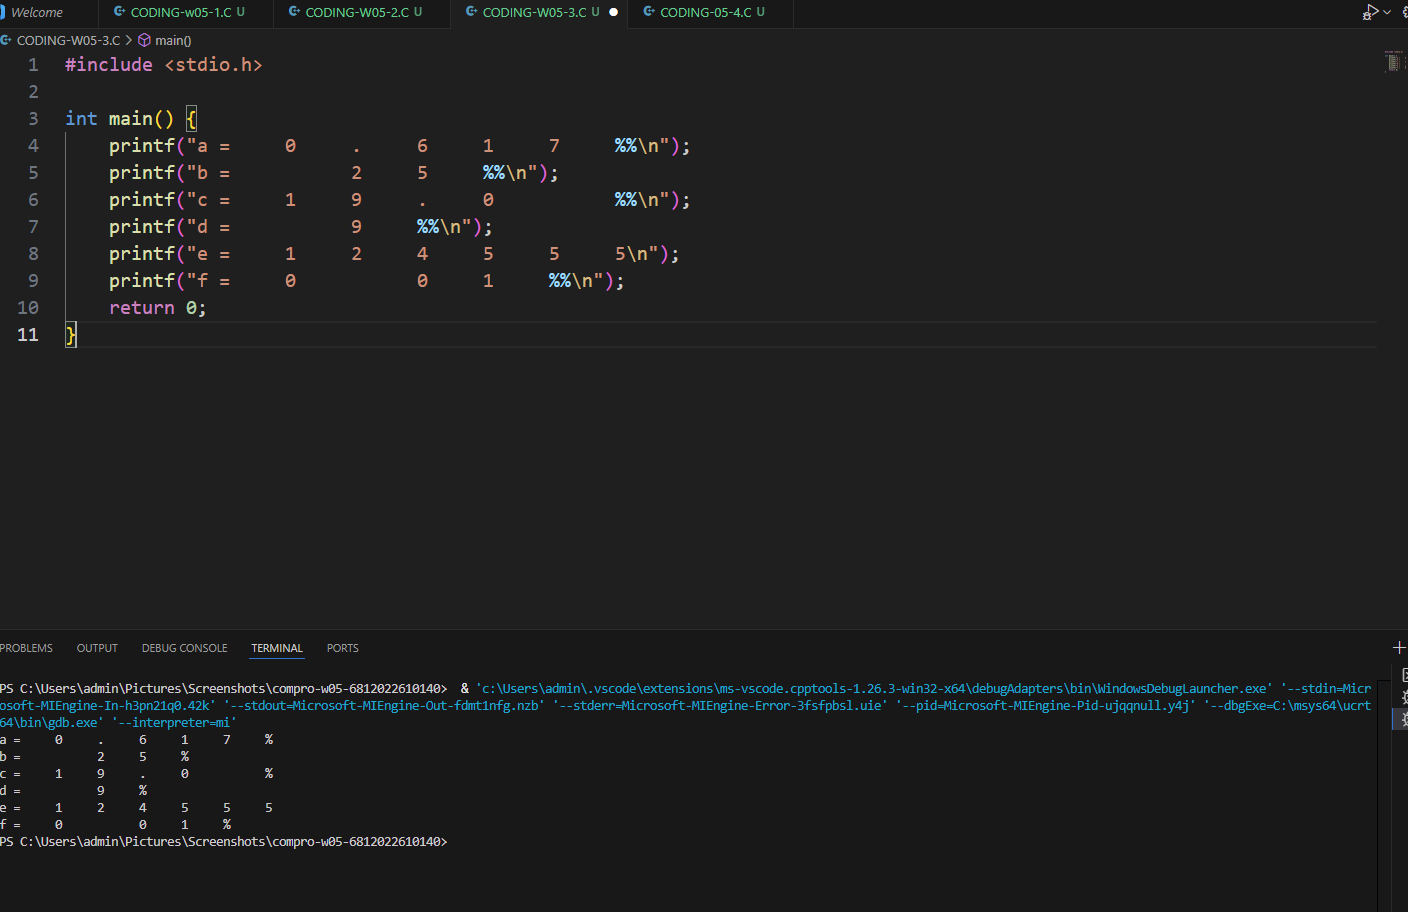 Welcome CODING-w05-1.C U CODING-W05-2.C U CODING-W05-3.C U CODING-05-4.C U
CODING-W05-3.C > main()
1 #include <stdio.h>
2
3 int main() {
4     printf("a =     0     .     6     1     7     %%\n");
5     printf("b =           2     5     %%\n");
6     printf("c =     1     9     .     0           %%\n");
7     printf("d =           9     %%\n");
8     printf("e =     1     2     4     5     5     5\n");
9     printf("f =     0           0     1     %%\n");
10     return 0;
11 }
PROBLEMS OUTPUT DEBUG CONSOLE TERMINAL PORTS
PS C:\Users\admin\Pictures\Screenshots\compro-w05-6812022610140>  & 'c:\Users\admin\.vscode\extensions\ms-vscode.cpptools-1.26.3-win32-x64\debugAdapters\bin\WindowsDebugLauncher.exe' '--stdin=Micr
osoft-MIEngine-In-h3pn21q0.42k' '--stdout=Microsoft-MIEngine-Out-fdmt1nfg.nzb' '--stderr=Microsoft-MIEngine-Error-3fsfpbsl.uie' '--pid=Microsoft-MIEngine-Pid-ujqqnull.y4j' '--dbgExe=C:\msys64\ucrt
64\bin\gdb.exe' '--interpreter=mi'
a =     0     .     6     1     7     %
b =           2     5     %
c =     1     9     .     0           %
d =           9     %
e =     1     2     4     5     5     5
f =     0           0     1     %
PS C:\Users\admin\Pictures\Screenshots\compro-w05-6812022610140>